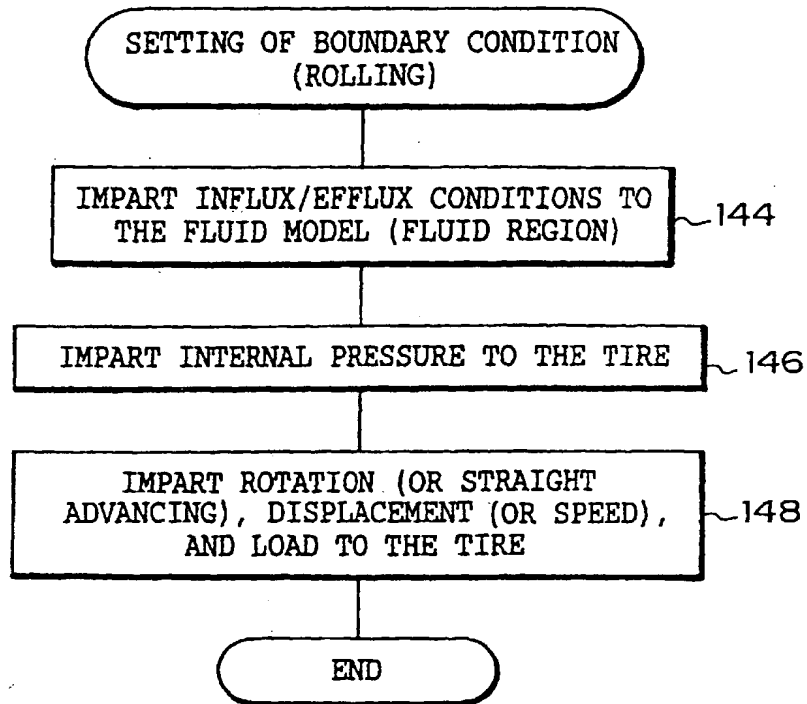 SETTING OF BOUNDARY CONDITION
(ROLLING)
IMPART INFLUX/EFFLUX CONDITIONS TO
THE FLUID MODEL (FLUID REGION)
144
IMPART INTERNAL PRESSURE TO THE TIRE
146
IMPART ROTATION (OR STRAIGHT
ADVANCING), DISPLACEMENT (OR SPEED),
AND LOAD TO THE TIRE
148
END